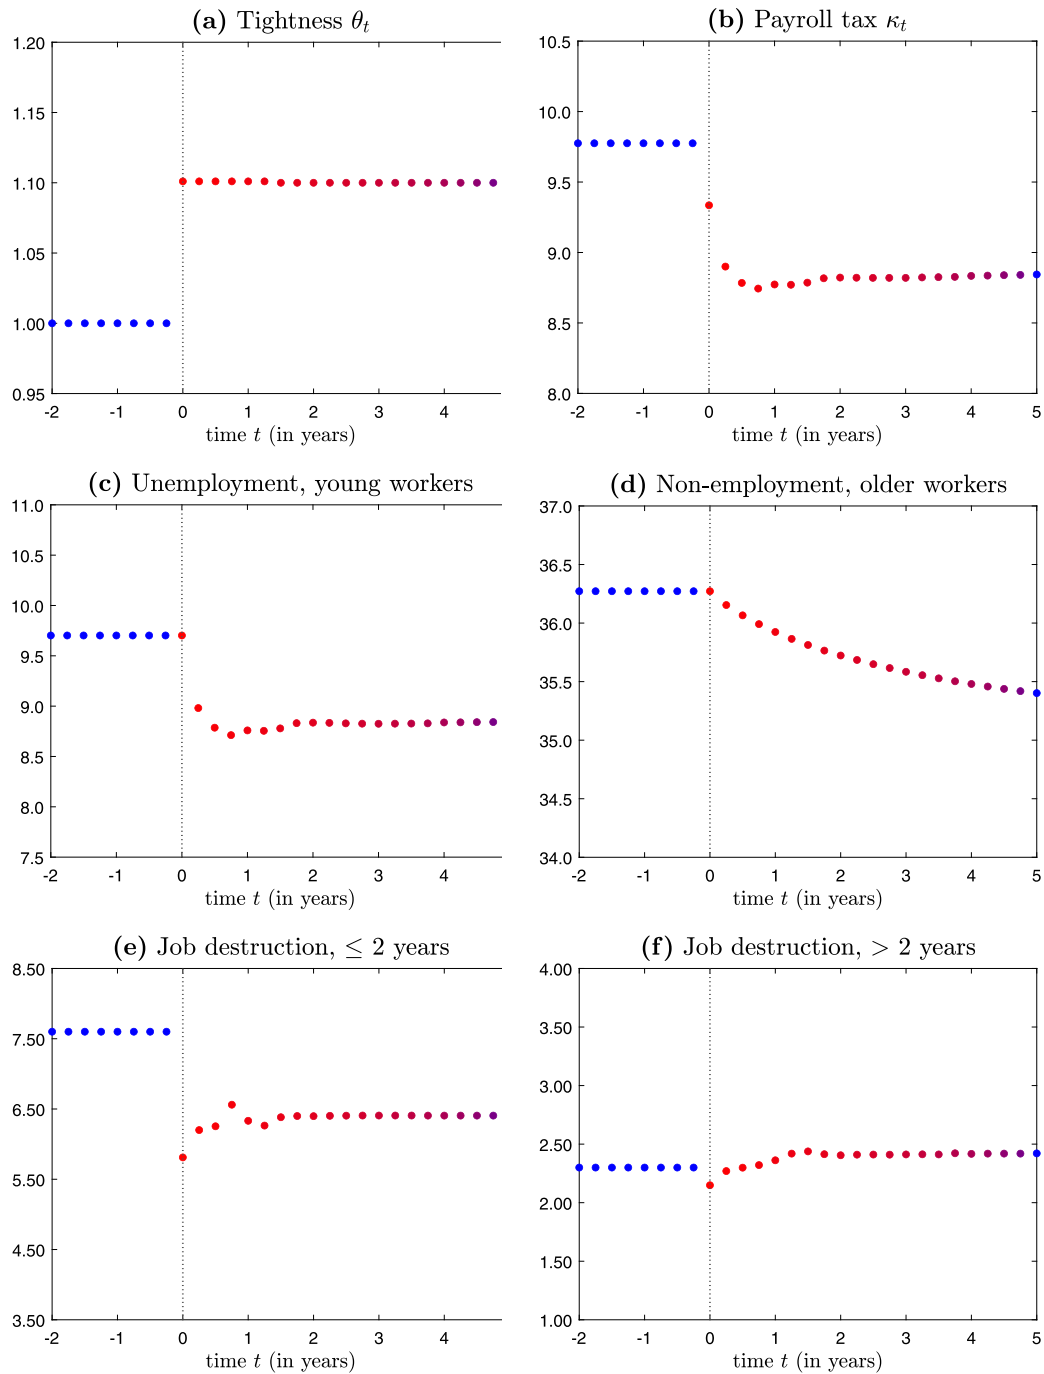 (a) Tightness θt
1.20
1.15
1.10
1.05
1.00
0.95
-2 -1 0 1 2 3 4
time t (in years)
(b) Payroll tax κt
10.5
10.0
9.5
9.0
8.5
8.0
-2 -1 0 1 2 3 4 5
time t (in years)
(c) Unemployment, young workers
11.0
10.5
10.0
9.5
9.0
8.5
8.0
7.5
-2 -1 0 1 2 3 4
time t (in years)
(d) Non-employment, older workers
37.0
36.5
36.0
35.5
35.0
34.5
34.0
-2 -1 0 1 2 3 4 5
time t (in years)
(e) Job destruction, ≤ 2 years
8.50
7.50
6.50
5.50
4.50
3.50
-2 -1 0 1 2 3 4
time t (in years)
(f) Job destruction, > 2 years
4.00
3.50
3.00
2.50
2.00
1.50
1.00
-2 -1 0 1 2 3 4 5
time t (in years)